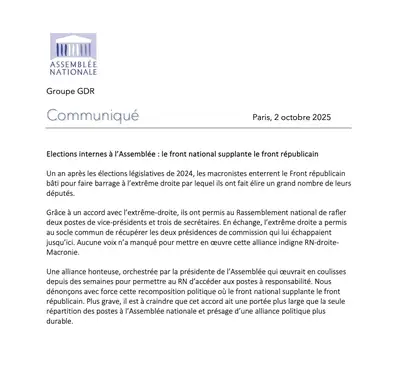 ASSEMBLÉE
NATIONALE
Groupe GDR
Communiqué
Paris, 2 octobre 2025
Elections internes à l'Assemblée : le front national supplante le front républicain
Un an après les élections législatives de 2024, les macronistes enterrent le Front républicain
bâti pour faire barrage à l'extrême droite par lequel ils ont fait élire un grand nombre de leurs
députés.
Grâce à un accord avec l'extrême-droite, ils ont permis au Rassemblement national de rafler
deux postes de vice-présidents et trois de secrétaires. En échange, l'extrême droite a permis
au socle commun de récupérer les deux présidences de commission qui lui échappaient
jusqu'ici. Aucune voix n'a manqué pour mettre en œuvre cette alliance indigne RN-droite-
Macronie.
Une alliance honteuse, orchestrée par la présidente de l'Assemblée qui œuvrait en coulisses
depuis des semaines pour permettre au RN d'accéder aux postes à responsabilité. Nous
dénonçons avec force cette recomposition politique où le front national supplante le front
républicain. Plus grave, il est à craindre que cet accord ait une portée plus large que la seule
répartition des postes à l'Assemblée nationale et présage d'une alliance politique plus
durable.